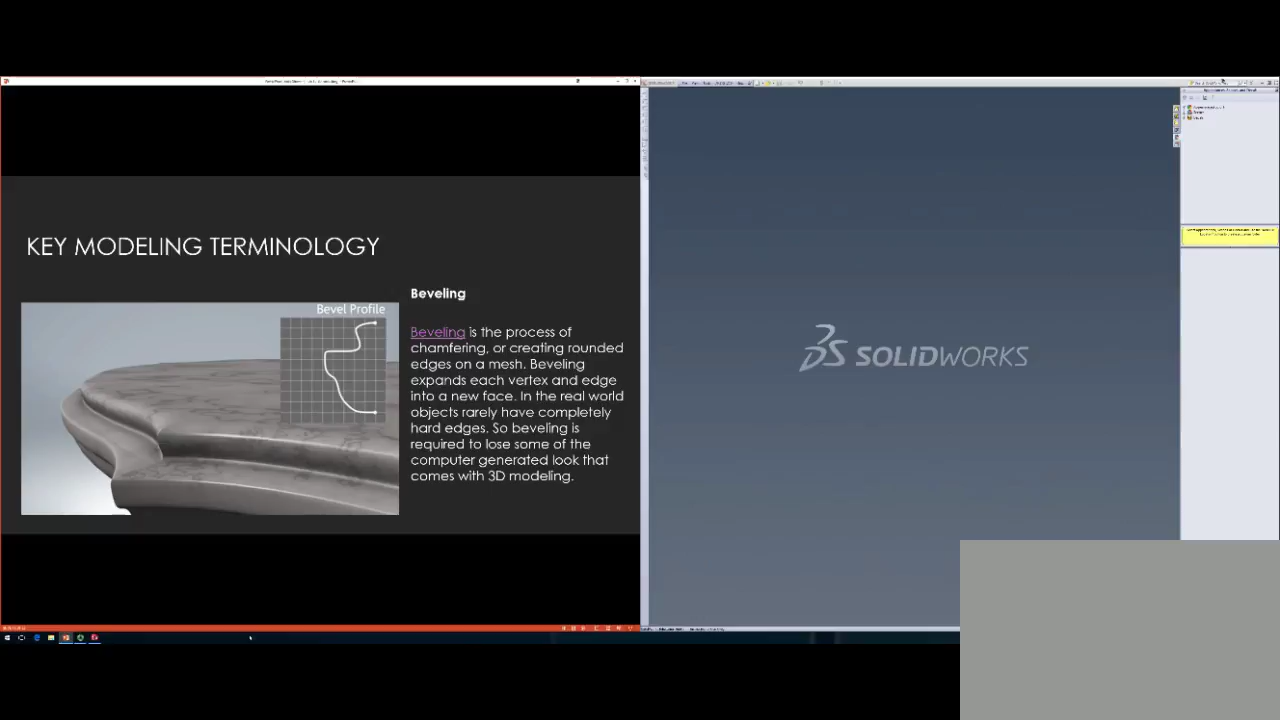 KEY MODELING TERMINOLOGY
Bevel Profile
Beveling
Beveling is the process of
chamfering, or creating rounded
edges on a mesh. Beveling
expands each vertex and edge
into a new face. In the real world
objects rarely have completely
hard edges. So beveling is
required to lose some of the
computer generated look that
comes with 3D modeling.
SOLIDWORKS